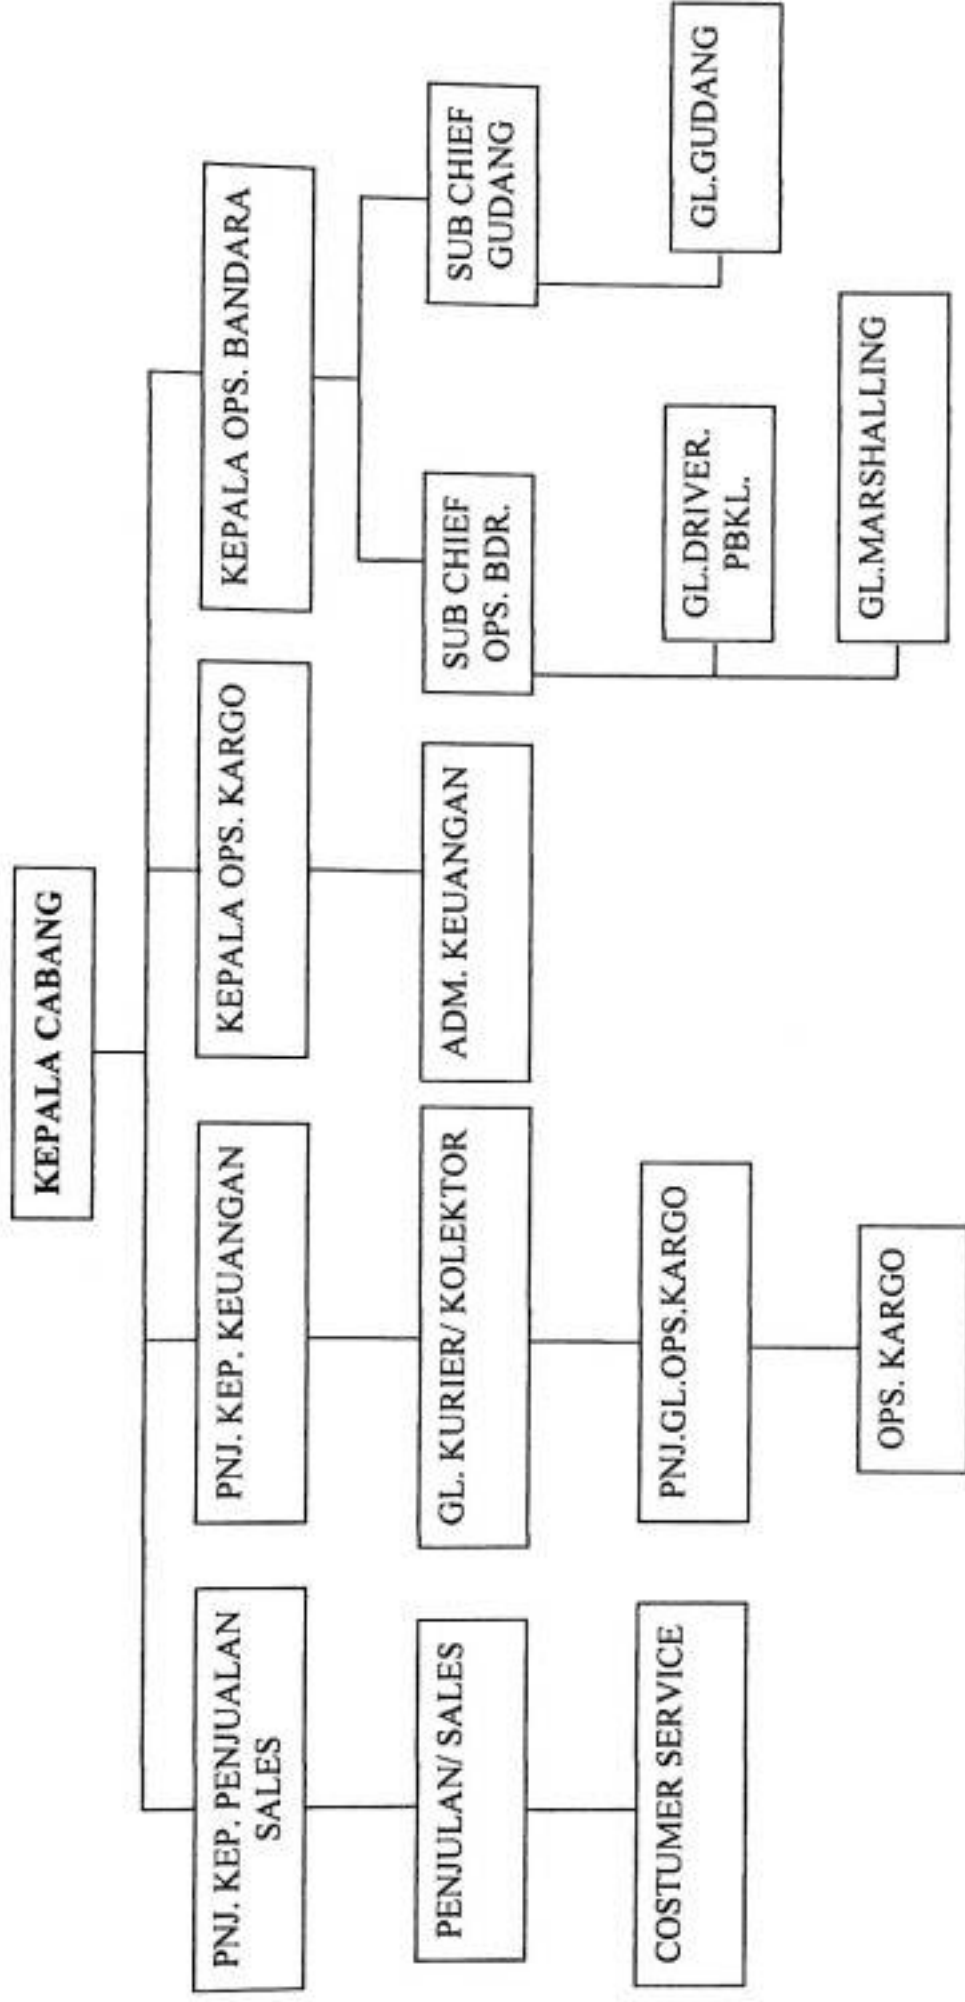 KEPALA CABANG
PNJ. KEP. PENJUALAN
SALES
PNJ. KEP. KEUANGAN
KEPALA OPS. KARGO
KEPALA OPS. BANDARA
PENJULAN/ SALES
GL. KURIER/ KOLEKTOR
ADM. KEUANGAN
SUB CHIEF
OPS. BDR.
SUB CHIEF
GUDANG
COSTUMER SERVICE
PNJ.GL.OPS.KARGO
GL.DRIVER.
PBKL.
GL.GUDANG
OPS. KARGO
GL.MARSHALLING